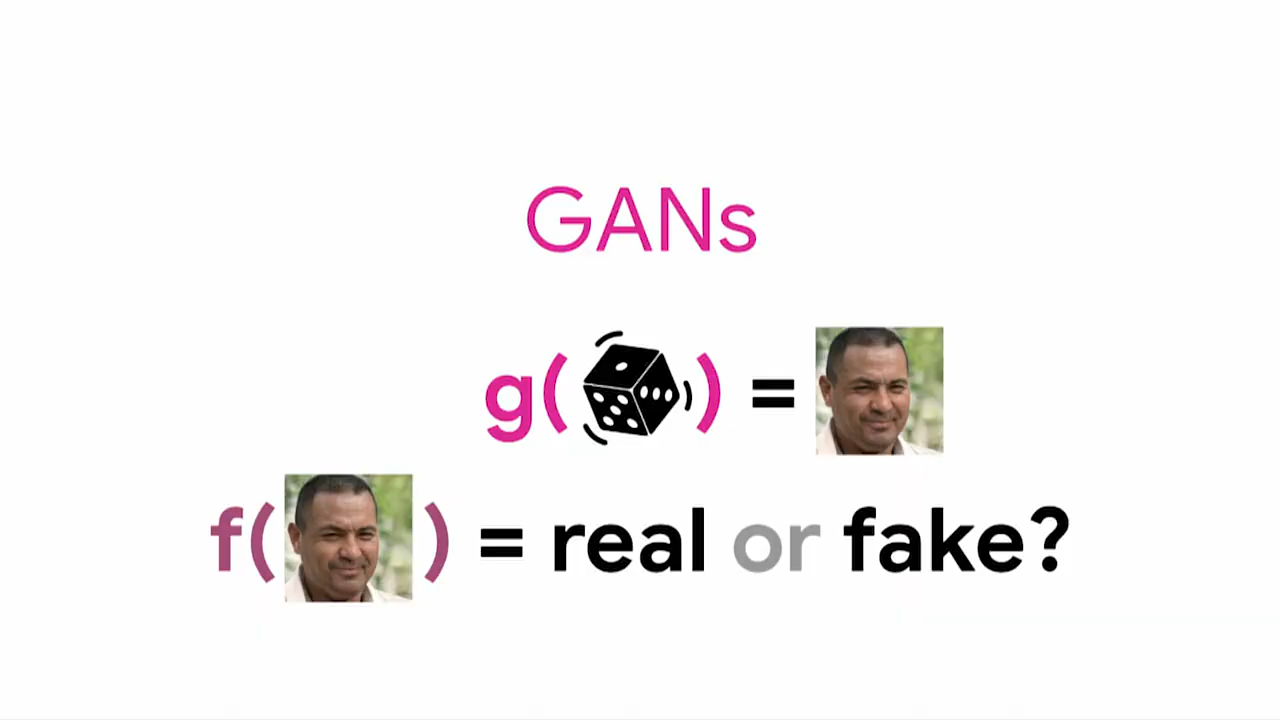 GANs
g( ) =
f( ) = real or fake?